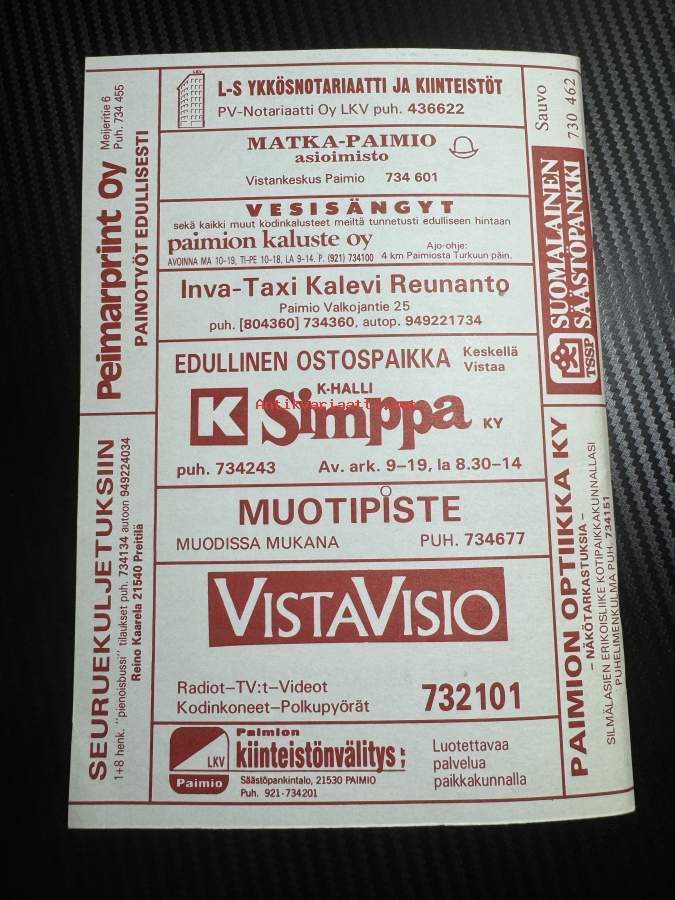 Peimarprint Oy
Meijeritie 6
Puh. 734 455
PAINOTYÖT EDULLISESTI
SEURUEKULJETUKSIIN
1+8 henk. "pienoisbussi" tilaukset puh. 734134 autoon 949224034
Reino Kaarela 21540 Preitilä
LKV
L-S YKKÖSNOTARIAATTI JA KIINTEISTÖT
PV-Notariaatti Oy LKV puh. 436622
MATKA-PAIMIO
asioimisto
Vistankeskus Paimio 734 601
VESISÄNGYT
sekä kaikki muut kodinkalusteet meiltä tunnetusti edulliseen hintaan
paimion kaluste oy
AVOINNA MA 10-19, TI-PE 10-18, LA 9-14. P. (921) 734100
Ajo-ohje:
4 km Paimiosta Turkuun päin.
Inva-Taxi Kalevi Reunanto
Paimio Valkojantie 25
puh. [804360] 734360, autop. 949221734
EDULLINEN OSTOSPAIKKA
Keskellä
Vistaa
K-HALLI
K Simppa KY
Antikvariaatti.net
puh. 734243 Av. ark. 9–19, la 8.30–14
MUOTIPISTE
MUODISSA MUKANA PUH. 734677
VISTAVISIO
Radiot–TV:t–Videot
Kodinkoneet–Polkupyörät
732101
LKV
Paimio
Paimion
kiinteistönvälitys ky
Säästöpankintalo, 21530 PAIMIO
Puh. 921-734201
Luotettavaa
palvelua
paikkakunnalla
Sauvo
730 462
SUOMALAINEN
SÄÄSTÖPANKKI
TSSP
PAIMION OPTIIKKA KY
– NÄKÖTARKASTUKSIA –
SILMÄLASIEN ERIKOISLIIKE KOTIPAIKKAKUNNALLASI
PUHELIMENKULMA PUH. 734151